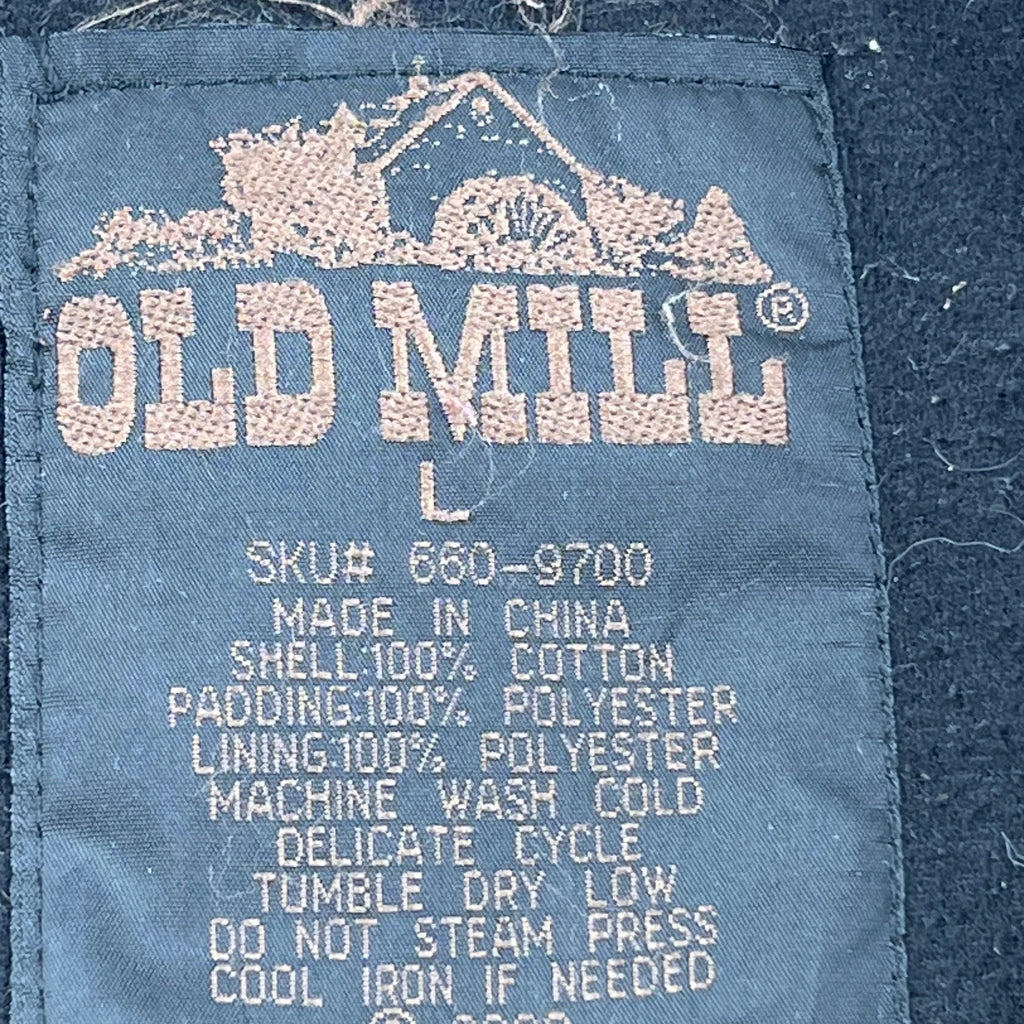 OLD MILL®
L
SKU# 660-9700
MADE IN CHINA
SHELL:100% COTTON
PADDING:100% POLYESTER
LINING:100% POLYESTER
MACHINE WASH COLD
DELICATE CYCLE
TUMBLE DRY LOW
DO NOT STEAM PRESS
COOL IRON IF NEEDED